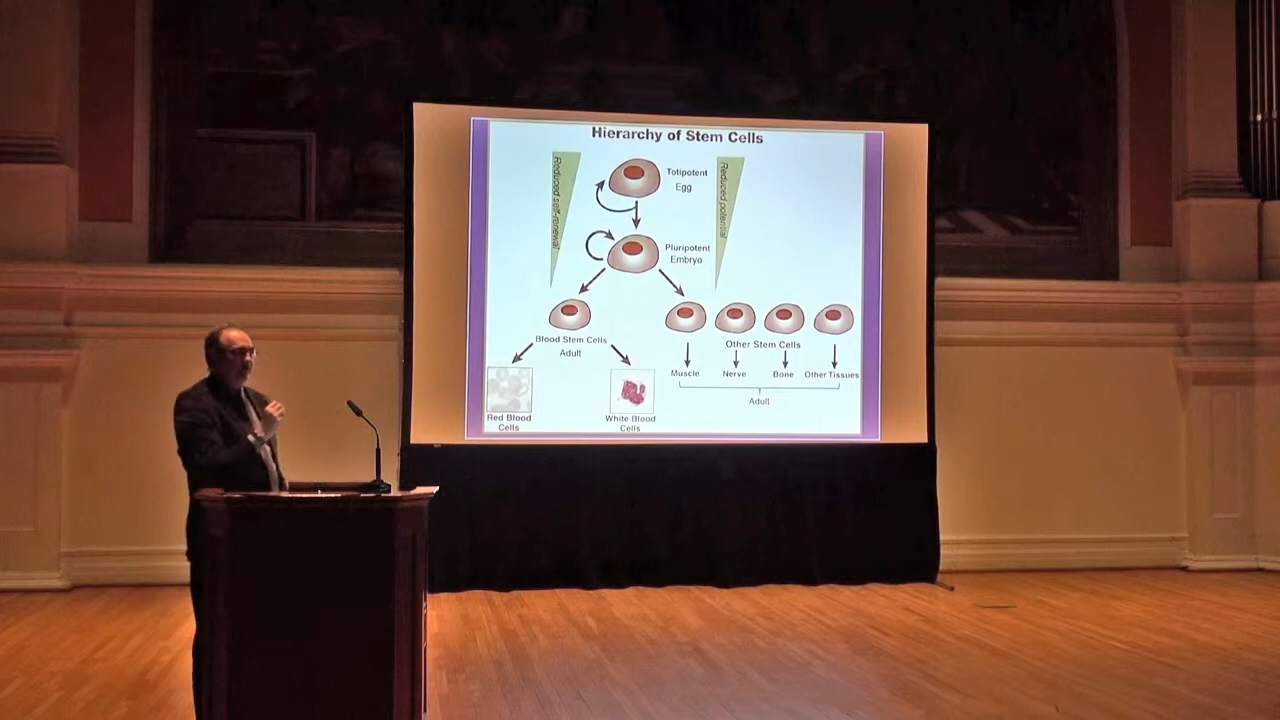 Hierarchy of Stem Cells
Reduced self-renewal
Reduced potential
Totipotent
Egg
Pluripotent
Embryo
Blood Stem Cells
Adult
Other Stem Cells
Muscle
Nerve
Bone
Other Tissues
Adult
Red Blood
Cells
White Blood
Cells